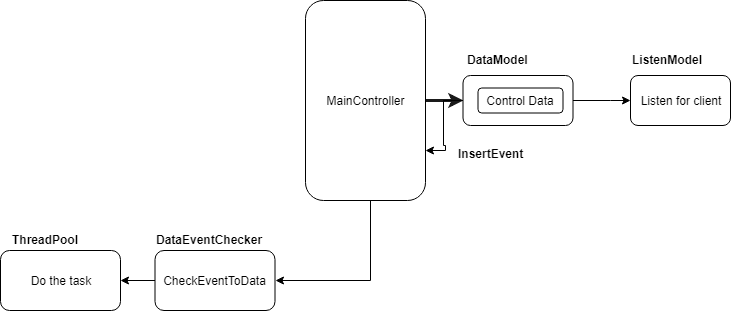 DataModel
ListenModel
MainController
Control Data
Listen for client
InsertEvent
ThreadPool
DataEventChecker
Do the task
CheckEventToData